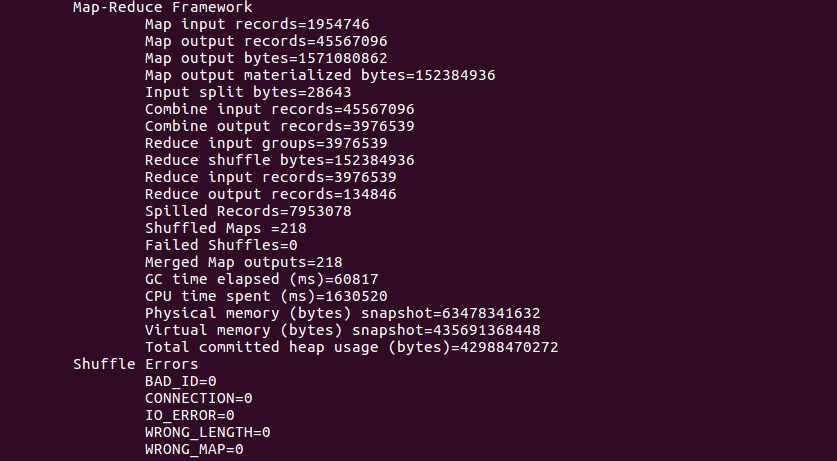 Map-Reduce Framework
Map input records=1954746
Map output records=45567096
Map output bytes=1571080862
Map output materialized bytes=152384936
Input split bytes=28643
Combine input records=45567096
Combine output records=3976539
Reduce input groups=3976539
Reduce shuffle bytes=152384936
Reduce input records=3976539
Reduce output records=134846
Spilled Records=7953078
Shuffled Maps =218
Failed Shuffles=0
Merged Map outputs=218
GC time elapsed (ms)=60817
CPU time spent (ms)=1630520
Physical memory (bytes) snapshot=63478341632
Virtual memory (bytes) snapshot=435691368448
Total committed heap usage (bytes)=42988470272
Shuffle Errors
BAD_ID=0
CONNECTION=0
IO_ERROR=0
WRONG_LENGTH=0
WRONG_MAP=0